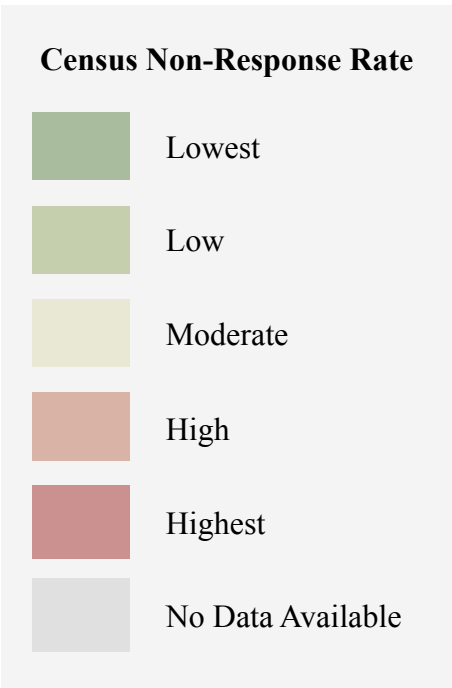 Census Non-Response Rate
Lowest
Low
Moderate
High
Highest
No Data Available